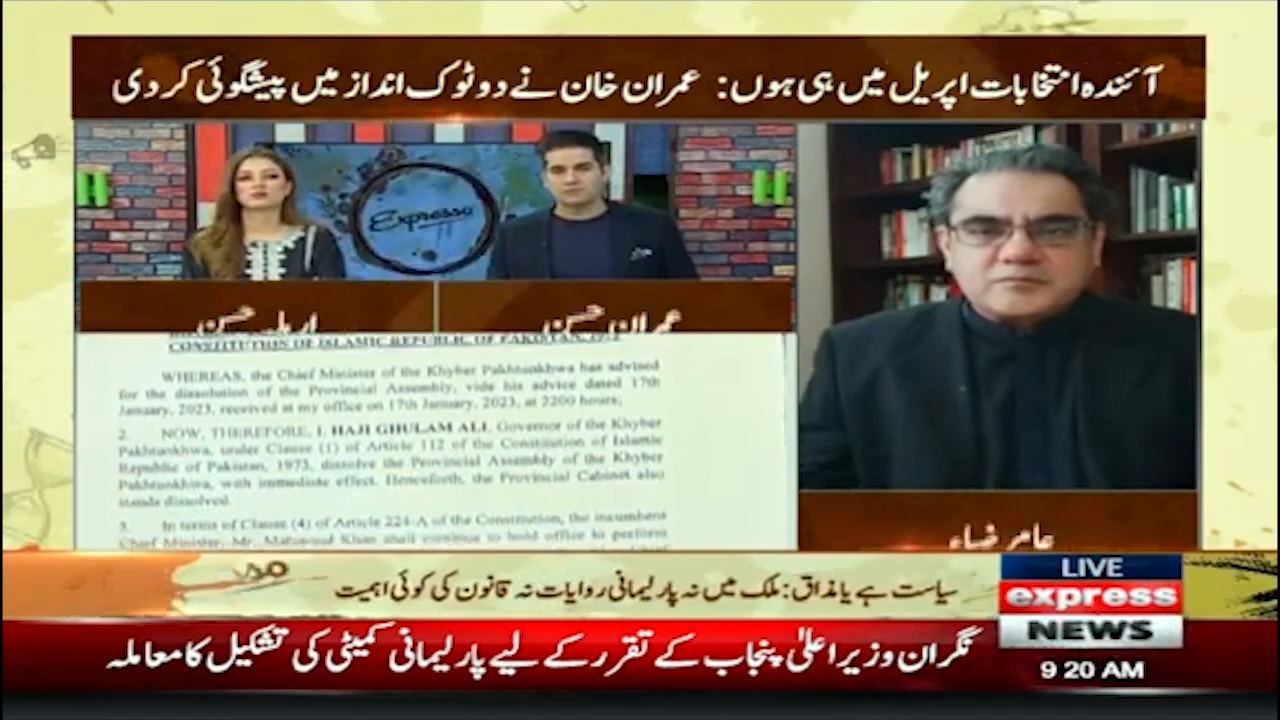 آئندہ انتخابات اپریل میں ہی ہوں : عمران خان نے دو ٹوک انداز میں پیشگوئی کر دی
Expresso
عمران حسن
عامر ضیاء
CONSTITUTION OF ISLAMIC REPUBLIC OF PAKISTAN,
WHEREAS, the Chief Minister of the Khyber Pakhtunkhwa has advised
for the dissolution of the Provincial Assembly, vide his advice dated 17th
January, 2023, received at my office on 17th January, 2023, at 2200 hours;
2. NOW, THEREFORE, I, HAJI GHULAM ALI, Governor of the Khyber
Pakhtunkhwa, under Clause (1) of Article 112 of the Constitution of Islamic
Republic of Pakistan, 1973, dissolve the Provincial Assembly of the Khyber
Pakhtunkhwa, with immediate effect. Henceforth, the Provincial Cabinet also
stands dissolved.
3. In terms of Clause (4) of Article 224-A of the Constitution, the incumbent
Chief Minister, Mr. Mahmood Khan shall continue to hold office to perform
سیاست ہے یا مذاق : ملک میں نہ پارلیمانی روایات نہ قانون کی کوئی اہمیت
LIVE
express
NEWS
9:20 AM
نگران وزیراعلیٰ پنجاب کے تقرر کے لیے پارلیمانی کمیٹی کی تشکیل کا معاملہ